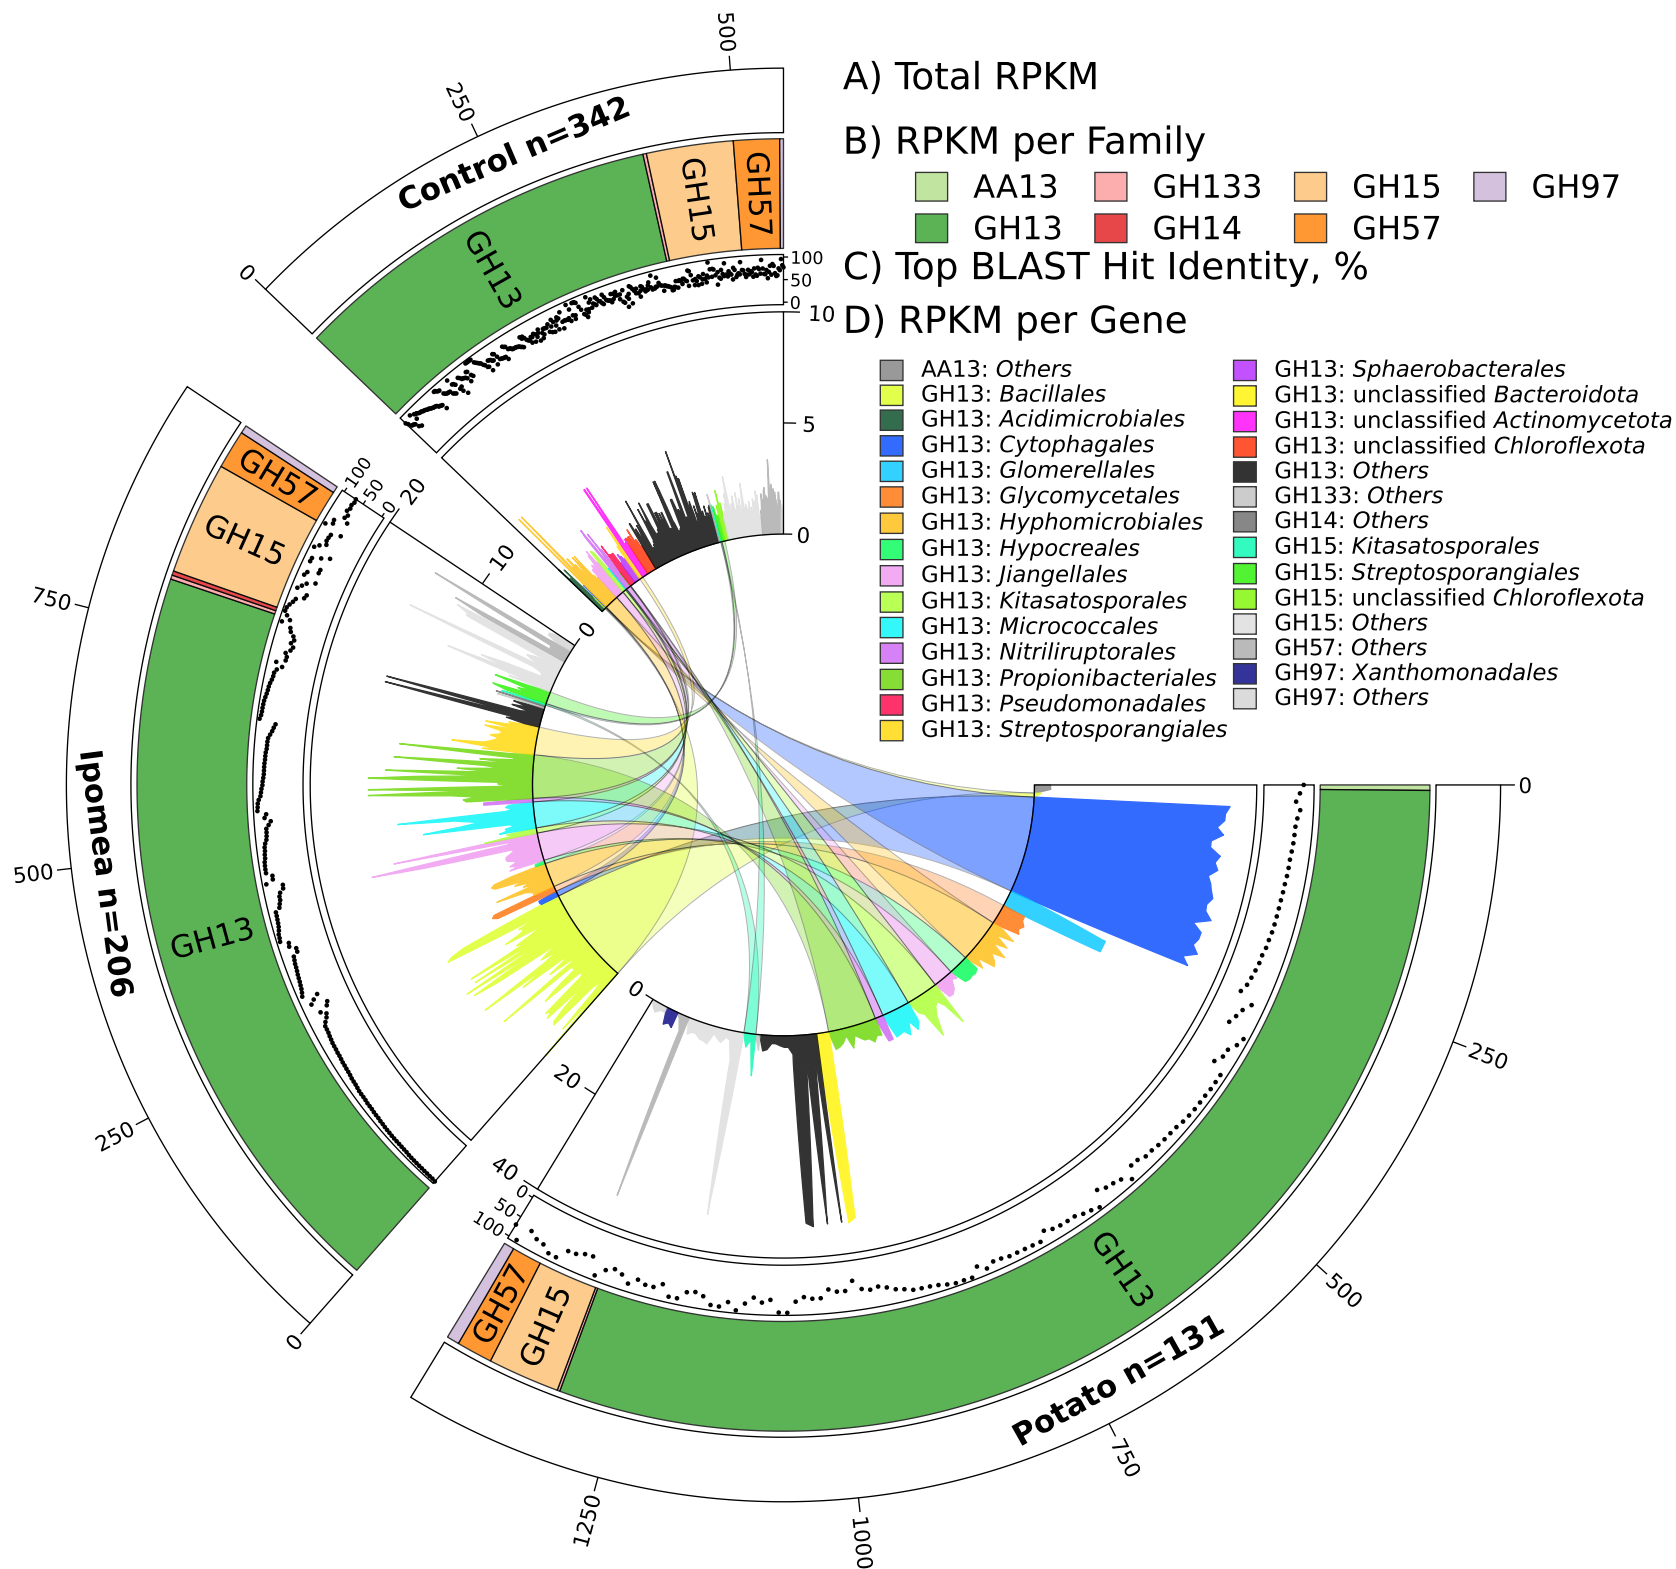 A) Total RPKM
B) RPKM per Family
AA13
GH133
GH15
GH97
GH13
GH14
GH57
C) Top BLAST Hit Identity, %
D) RPKM per Gene
AA13: Others
GH13: Bacillales
GH13: Acidimicrobiales
GH13: Cytophagales
GH13: Glomerellales
GH13: Glycomycetales
GH13: Hyphomicrobiales
GH13: Hypocreales
GH13: Jiangellales
GH13: Kitasatosporales
GH13: Micrococcales
GH13: Nitriliruptorales
GH13: Propionibacteriales
GH13: Pseudomonadales
GH13: Streptosporangiales
GH13: Sphaerobacterales
GH13: unclassified Bacteroidota
GH13: unclassified Actinomycetota
GH13: unclassified Chloroflexota
GH13: Others
GH133: Others
GH14: Others
GH15: Kitasatosporales
GH15: Streptosporangiales
GH15: unclassified Chloroflexota
GH15: Others
GH57: Others
GH97: Xanthomonadales
GH97: Others
Control n=342
0
250
500
GH13
GH15
GH57
100
50
0
10
5
0
Ipomea n=206
0
250
500
750
GH13
GH15
GH57
100
50
0
20
10
0
Potato n=131
0
250
500
750
1000
1250
GH13
GH15
GH57
0
20
40
0
50
100